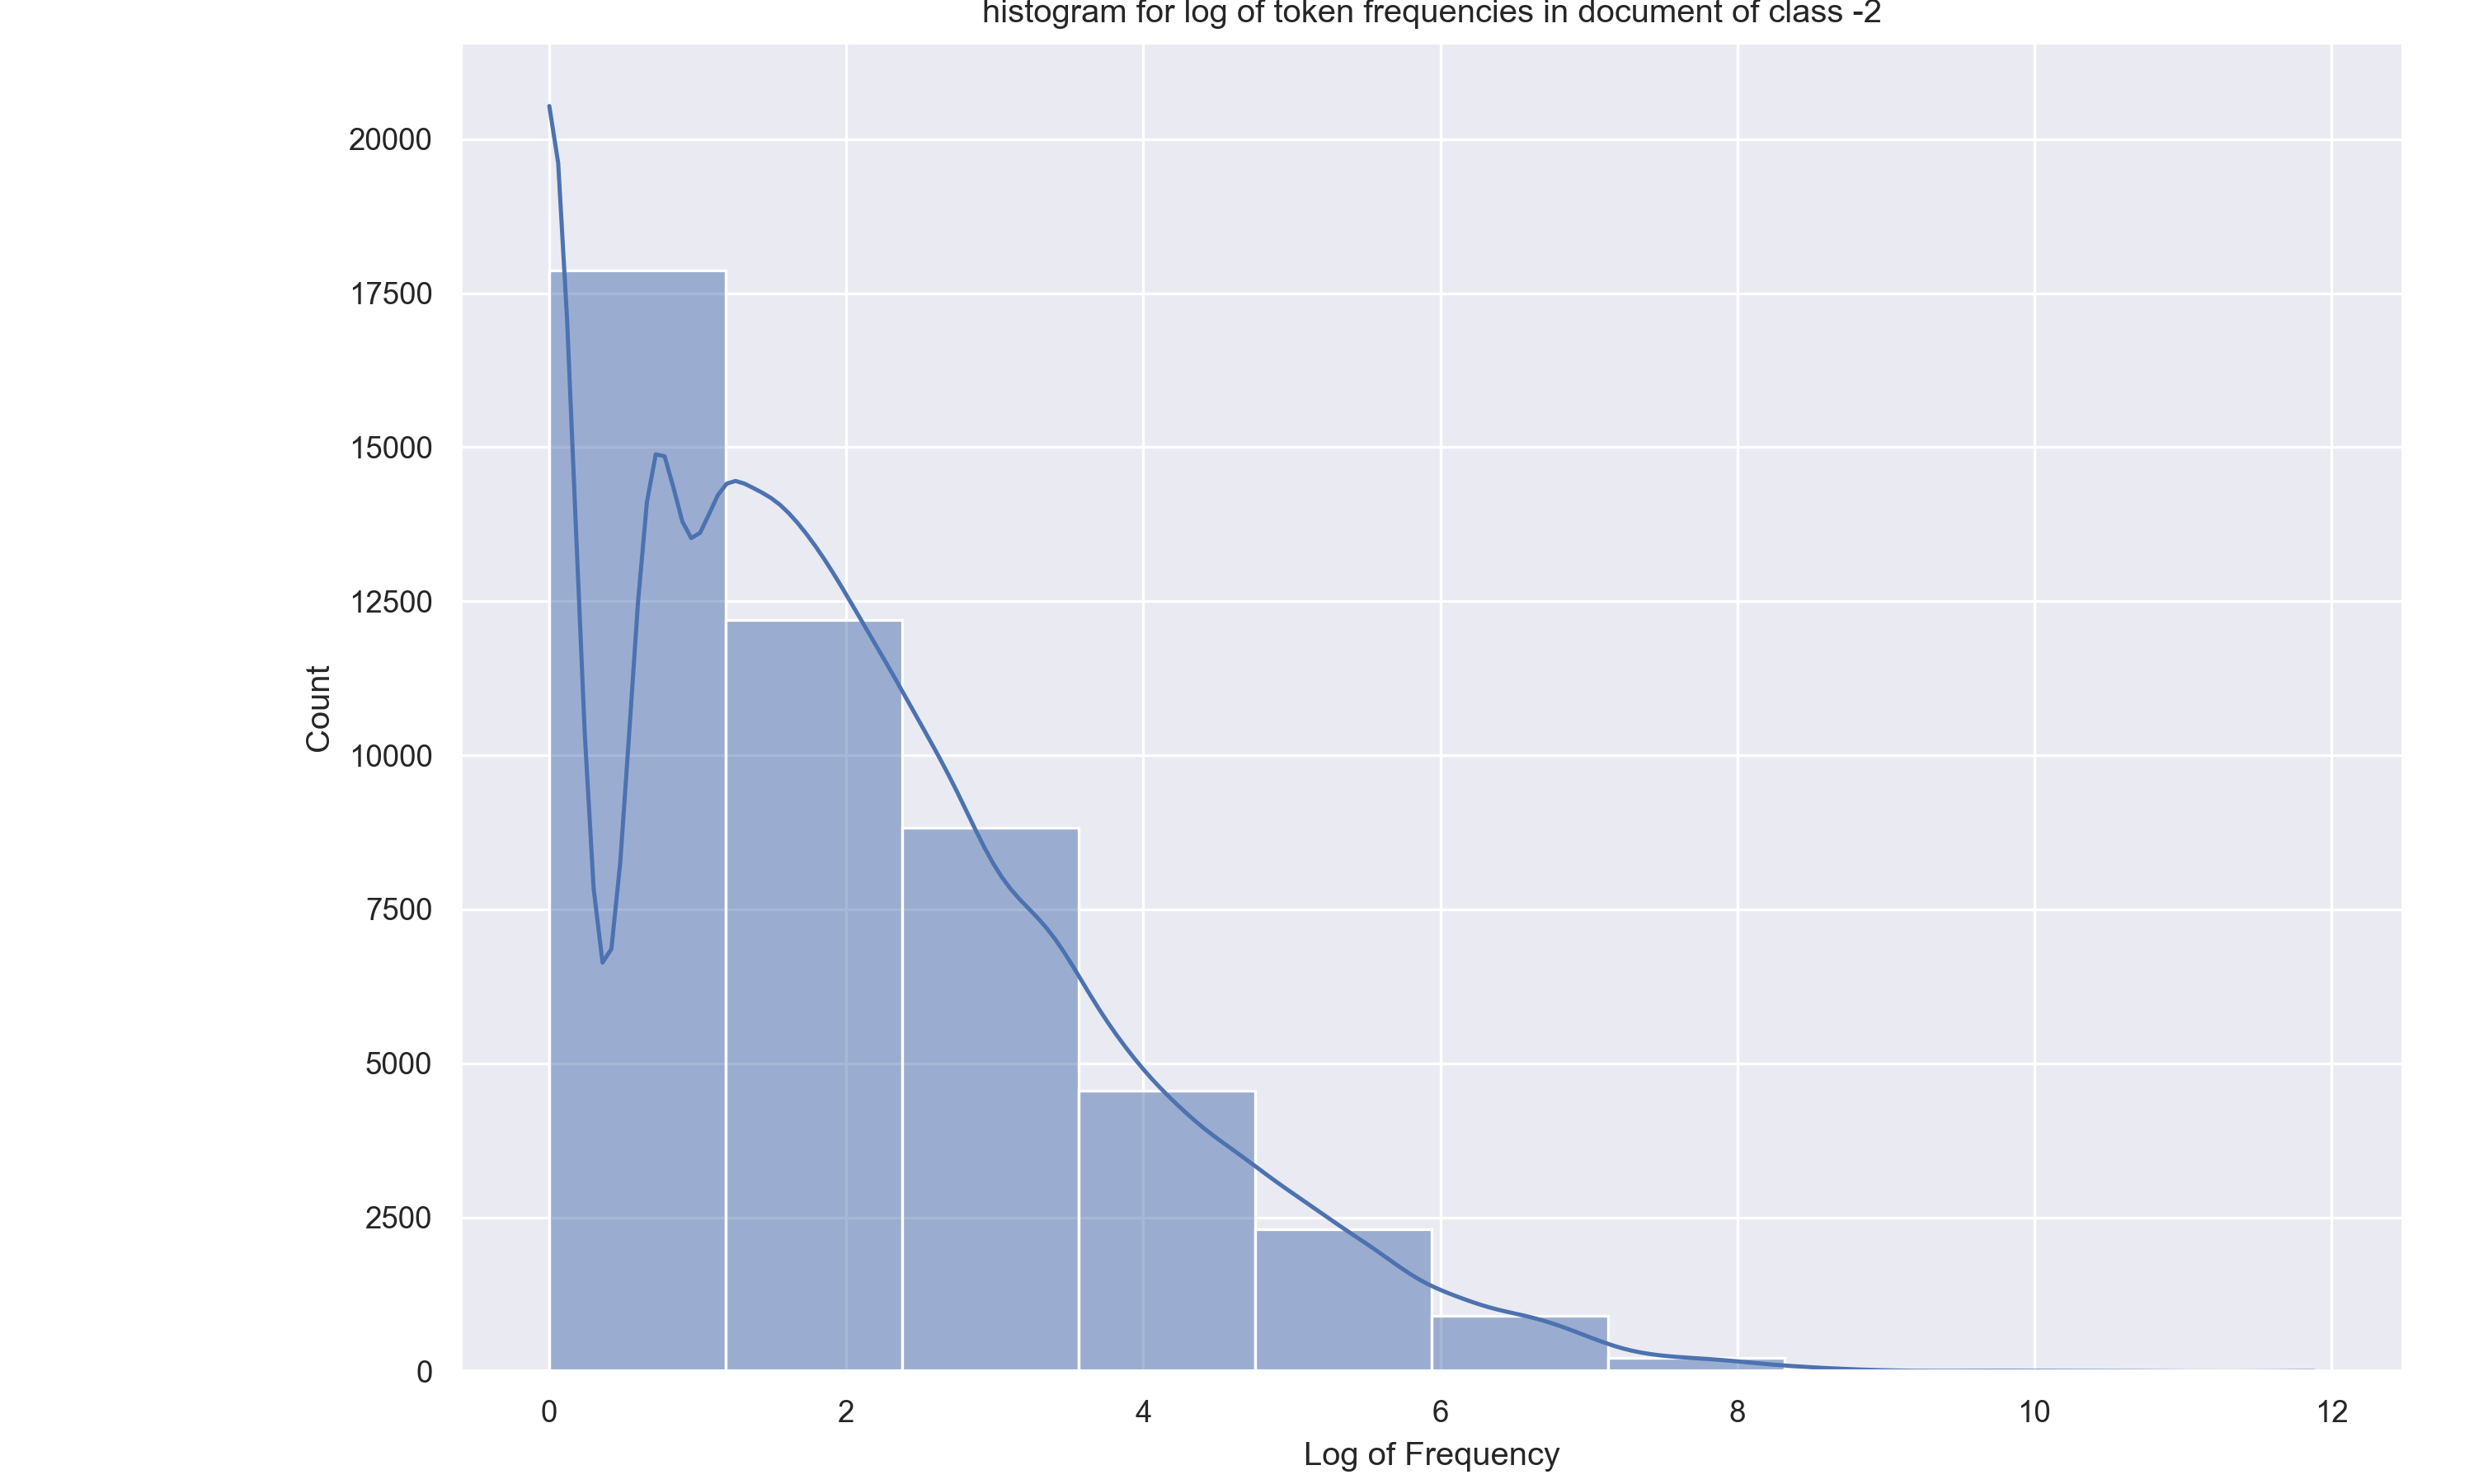 histogram for log of token frequencies in document of class -2
20000
17500
15000
12500
10000
7500
5000
2500
0
Count
0 2 4 6 8 10 12
Log of Frequency